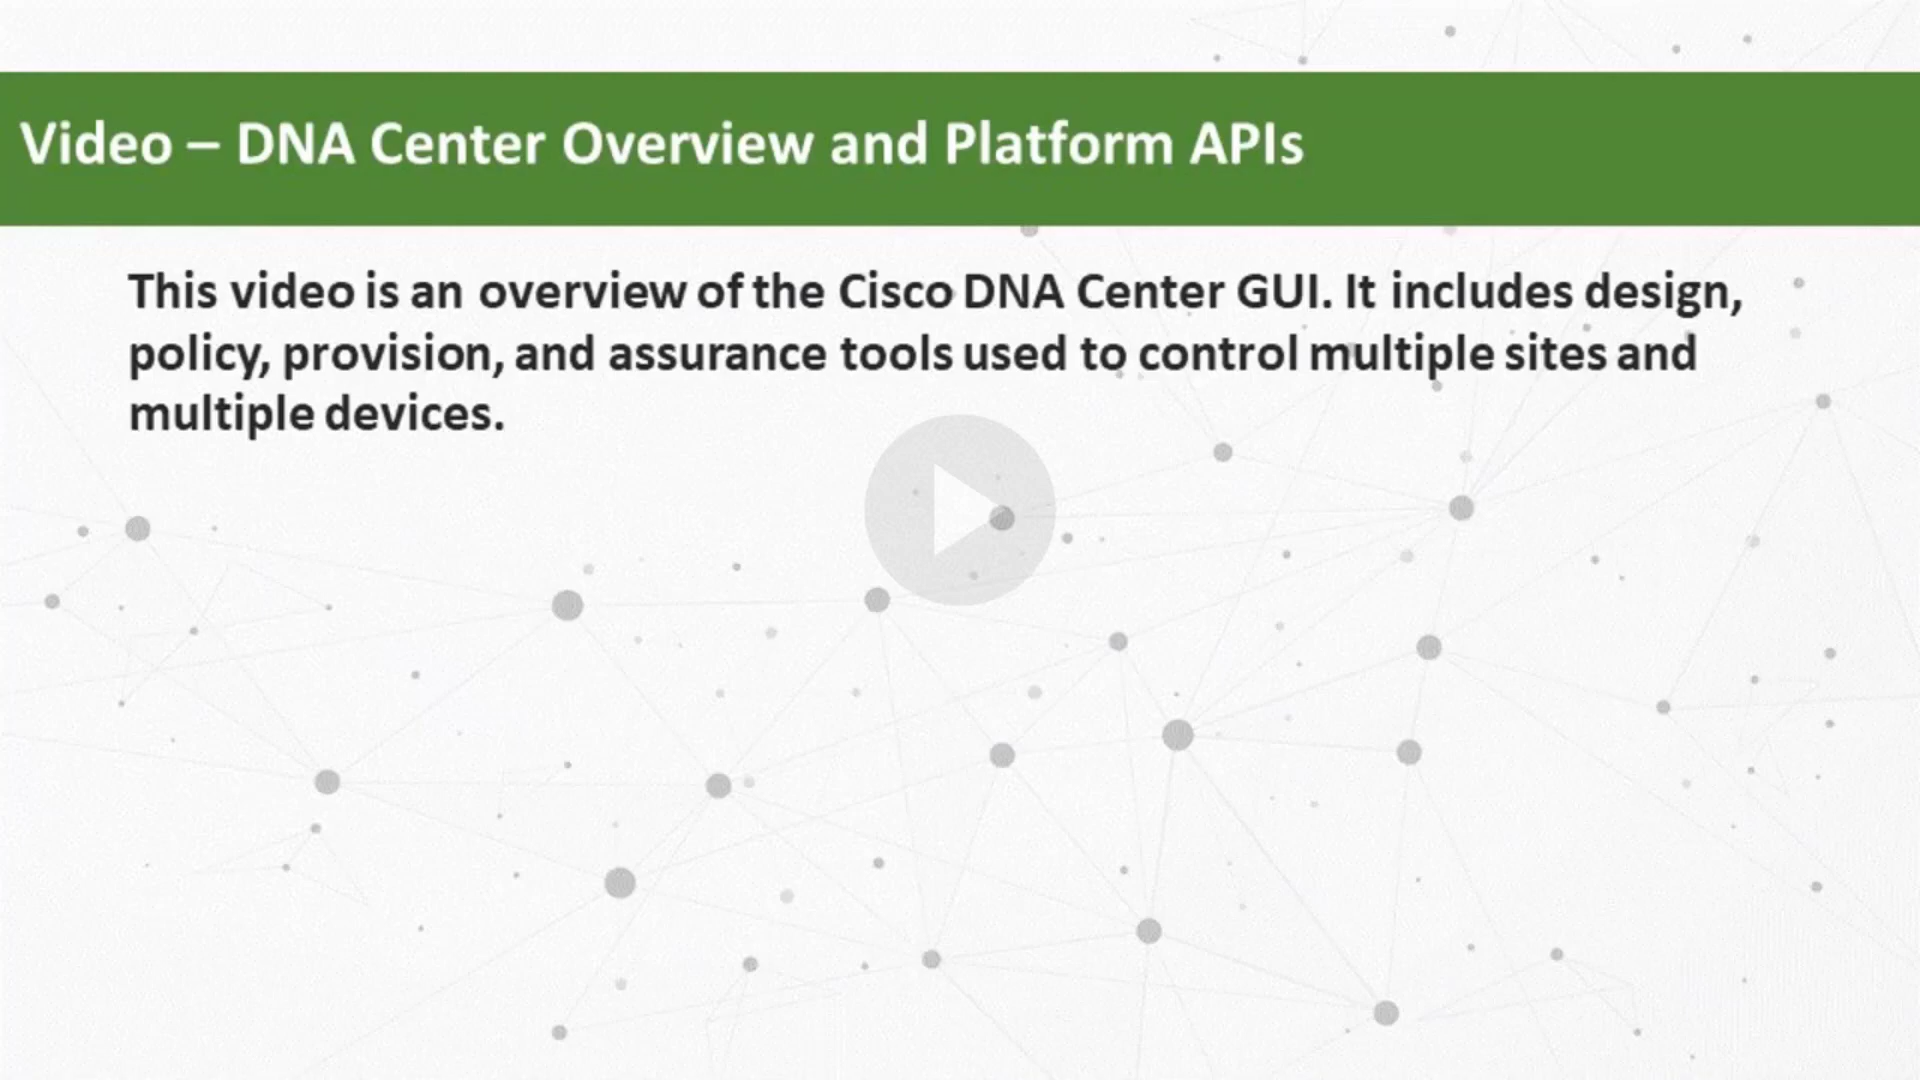 Video – DNA Center Overview and Platform APIs
This video is an overview of the Cisco DNA Center GUI. It includes design,
policy, provision, and assurance tools used to control multiple sites and
multiple devices.